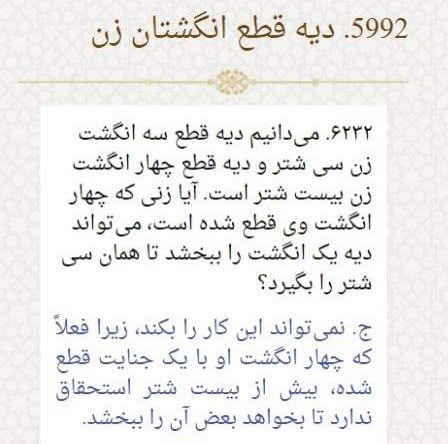 5992. دیه قطع انگشتان زن
۶۲۳۲. می‌دانیم دیه قطع سه انگشت
زن سی شتر و دیه قطع چهار انگشت
زن بیست شتر است. آیا زنی که چهار
انگشت وی قطع شده است، می‌تواند
دیه یک انگشت را ببخشد تا همان سی
شتر را بگیرد؟
ج. نمی‌تواند این کار را بکند، زیرا فعلاً
که چهار انگشت او با یک جنایت قطع
شده، بیش از بیست شتر استحقاق
ندارد تا بخواهد بعض آن را ببخشد.